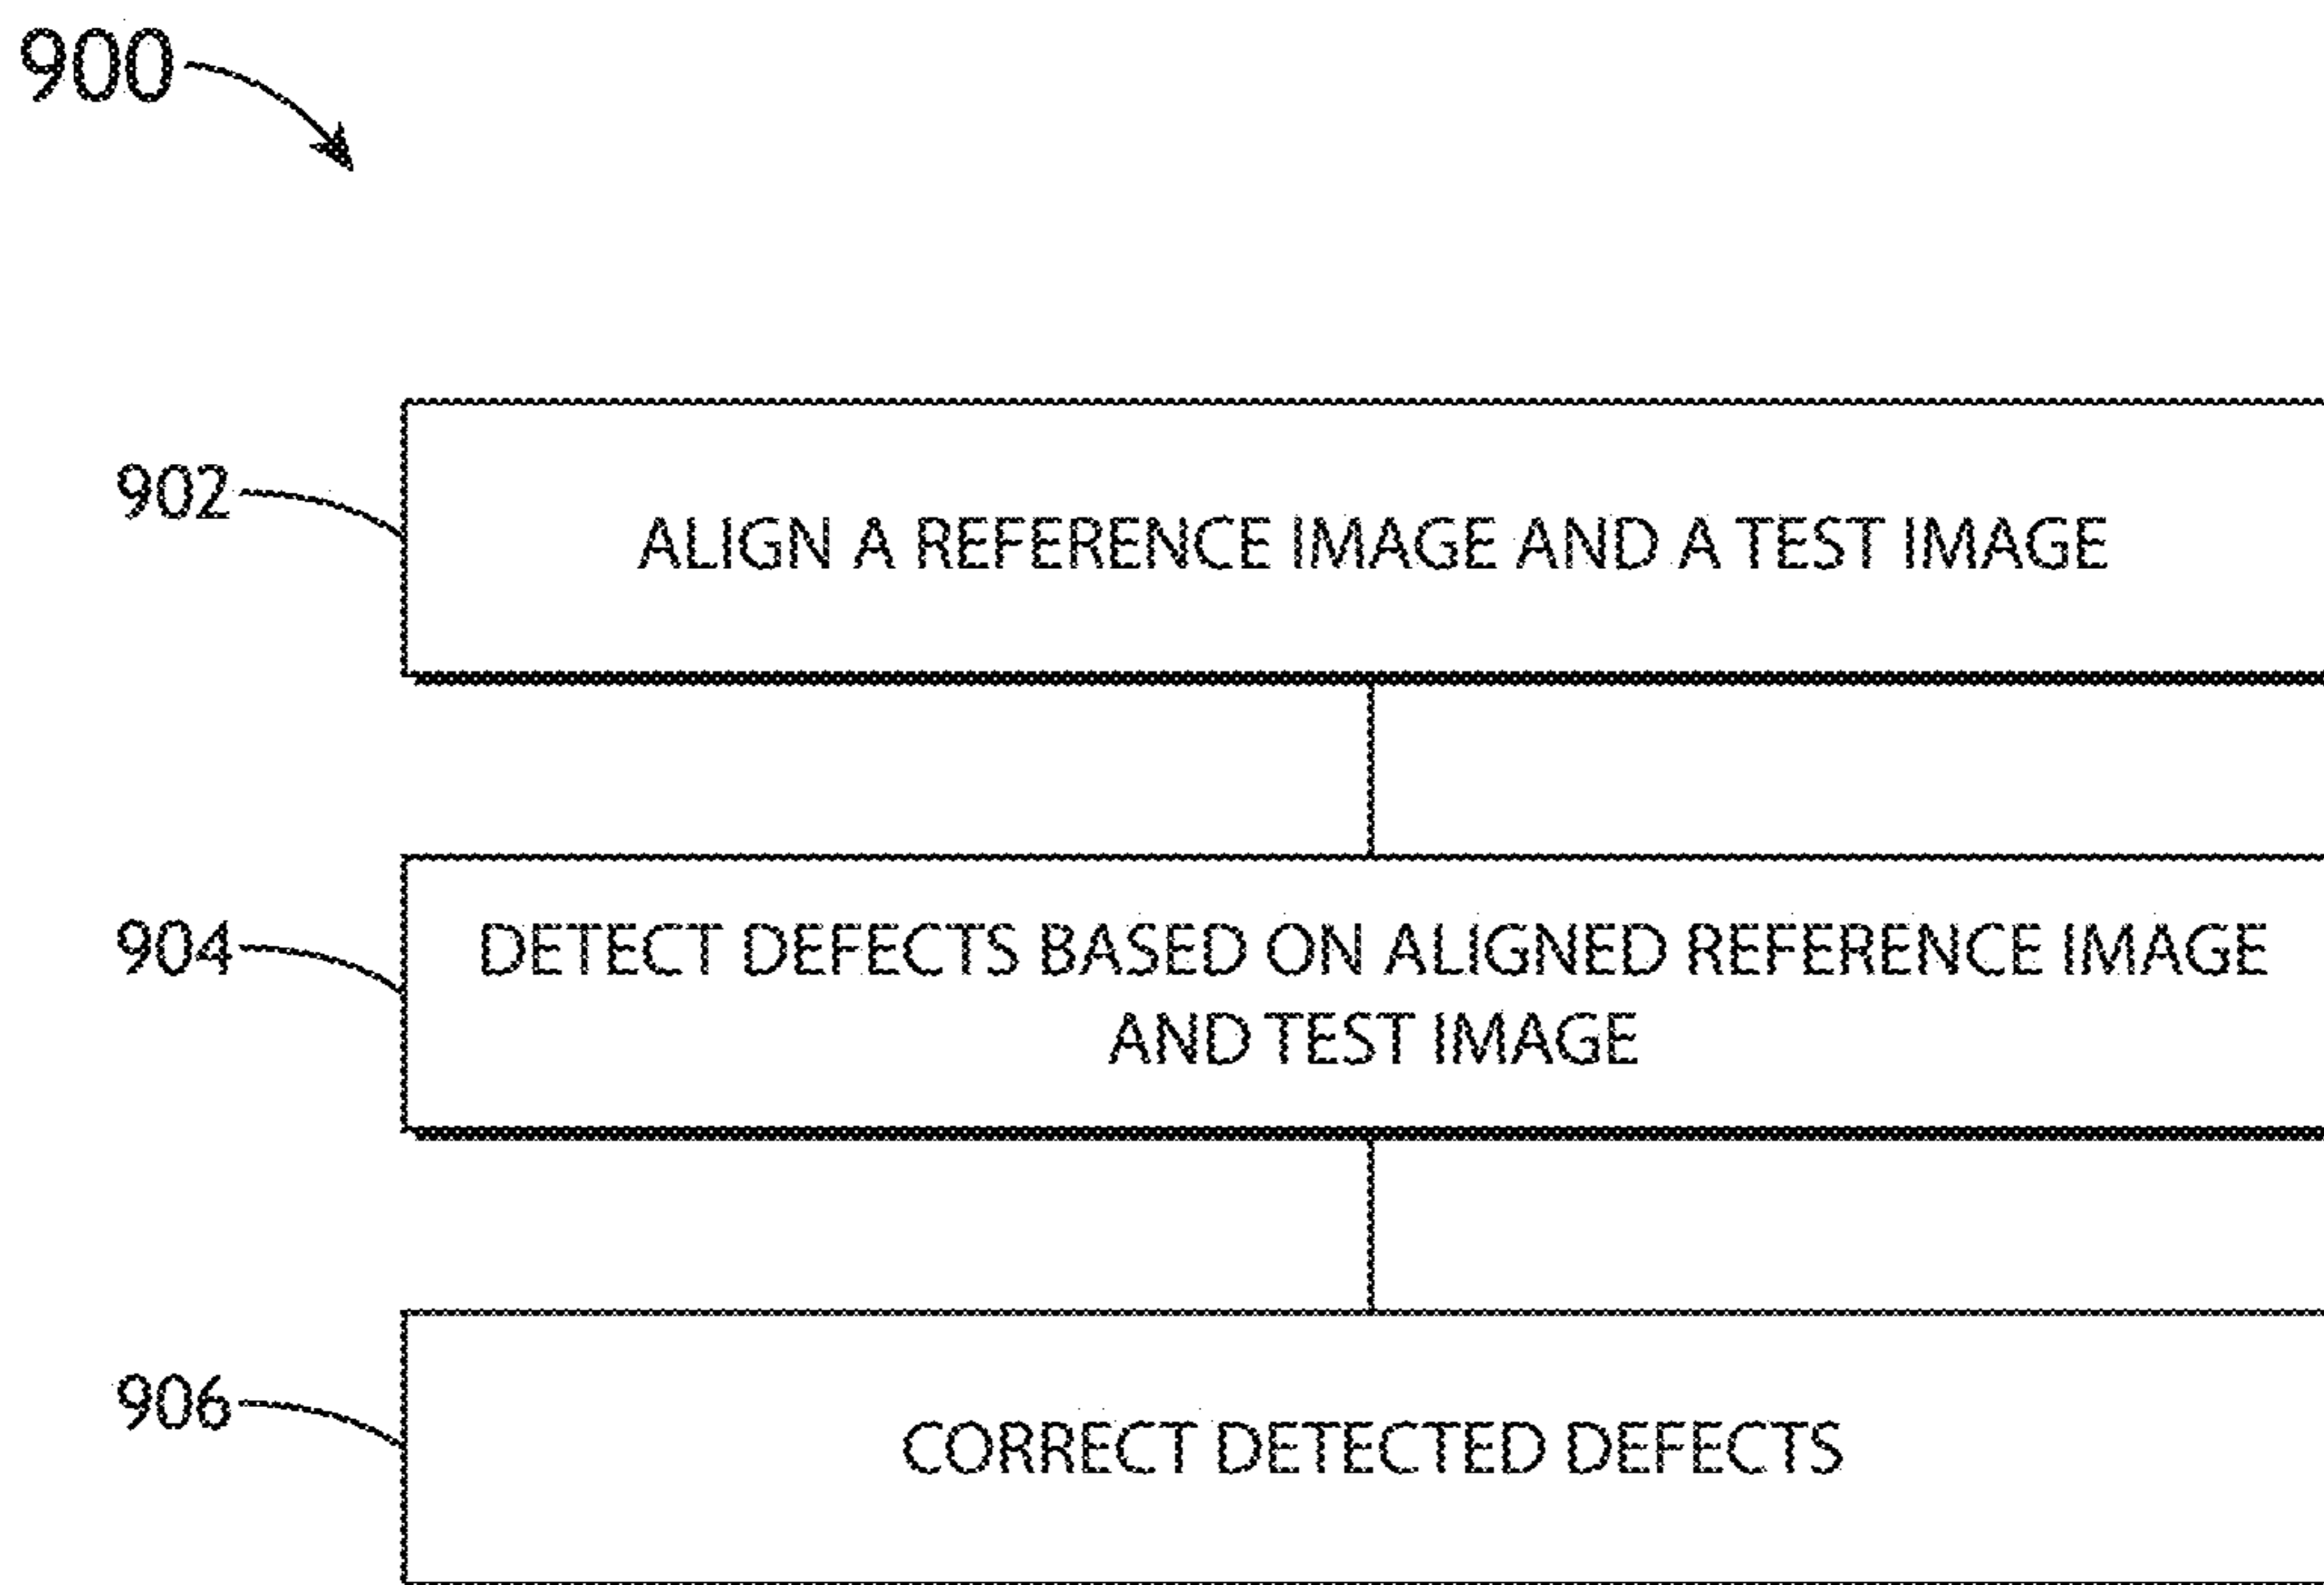 900
902
ALIGN A REFERENCE IMAGE AND A TEST IMAGE
904
DETECT DEFECTS BASED ON ALIGNED REFERENCE IMAGE
AND TEST IMAGE
906
CORRECT DETECTED DEFECTS